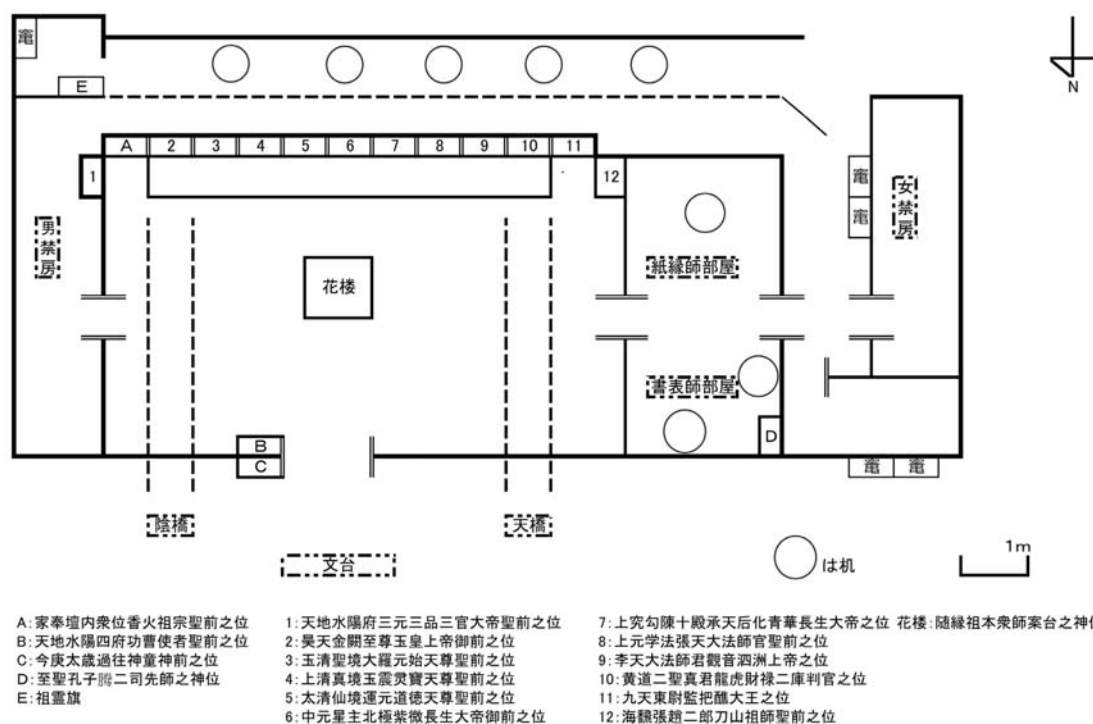 竈
E
N
A 2 3 4 5 6 7 8 9 10 11
1
12
竈
竈
女禁房
男禁房
紙縁師部屋
花楼
書表師部屋
B
C
D
竈 竈
陰橋
天橋
文台
は机
1m
A:家奉壇内衆位香火祖宗聖前之位
B:天地水陽四府功曹使者聖前之位
C:今庚太歳過往神童神前之位
D:至聖孔子騰二司先師之神位
E:祖霊旗
1:天地水陽府三元三品三官大帝聖前之位
2:昊天金闕至尊玉皇上帝御前之位
3:玉清聖境大羅元始天尊聖前之位
4:上清真境玉震霊寶天尊聖前之位
5:太清仙境運元道徳天尊聖前之位
6:中元星主北極紫微長生大帝御前之位
7:上究勾陳十殿承天后化青華長生大帝之位
8:上元学法張天大法師官聖前之位
9:李天大法師君觀音泗洲上帝之位
10:黄道二聖真君龍虎財禄二庫判官之位
11:九天東尉監把醮大王之位
12:海飜張趙二郎刀山祖師聖前之位
花楼:随縁祖本衆師案台之神位